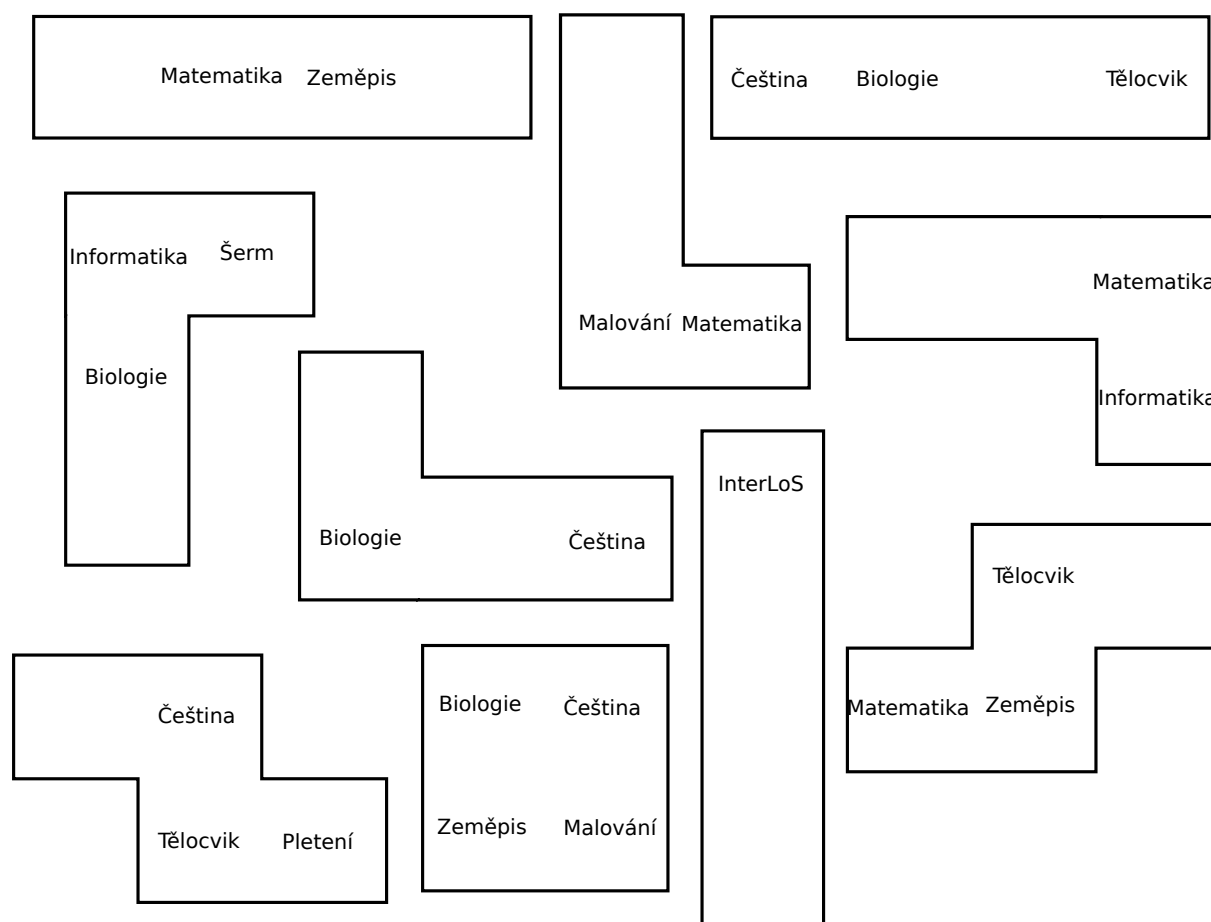 Matematika Zeměpis
Čeština Biologie Tělocvik
Informatika Šerm
Biologie
Malování Matematika
Matematika
Informatika
Biologie Čeština
InterLoS
Tělocvik
Matematika Zeměpis
Čeština
Tělocvik Pletení
Biologie Čeština
Zeměpis Malování